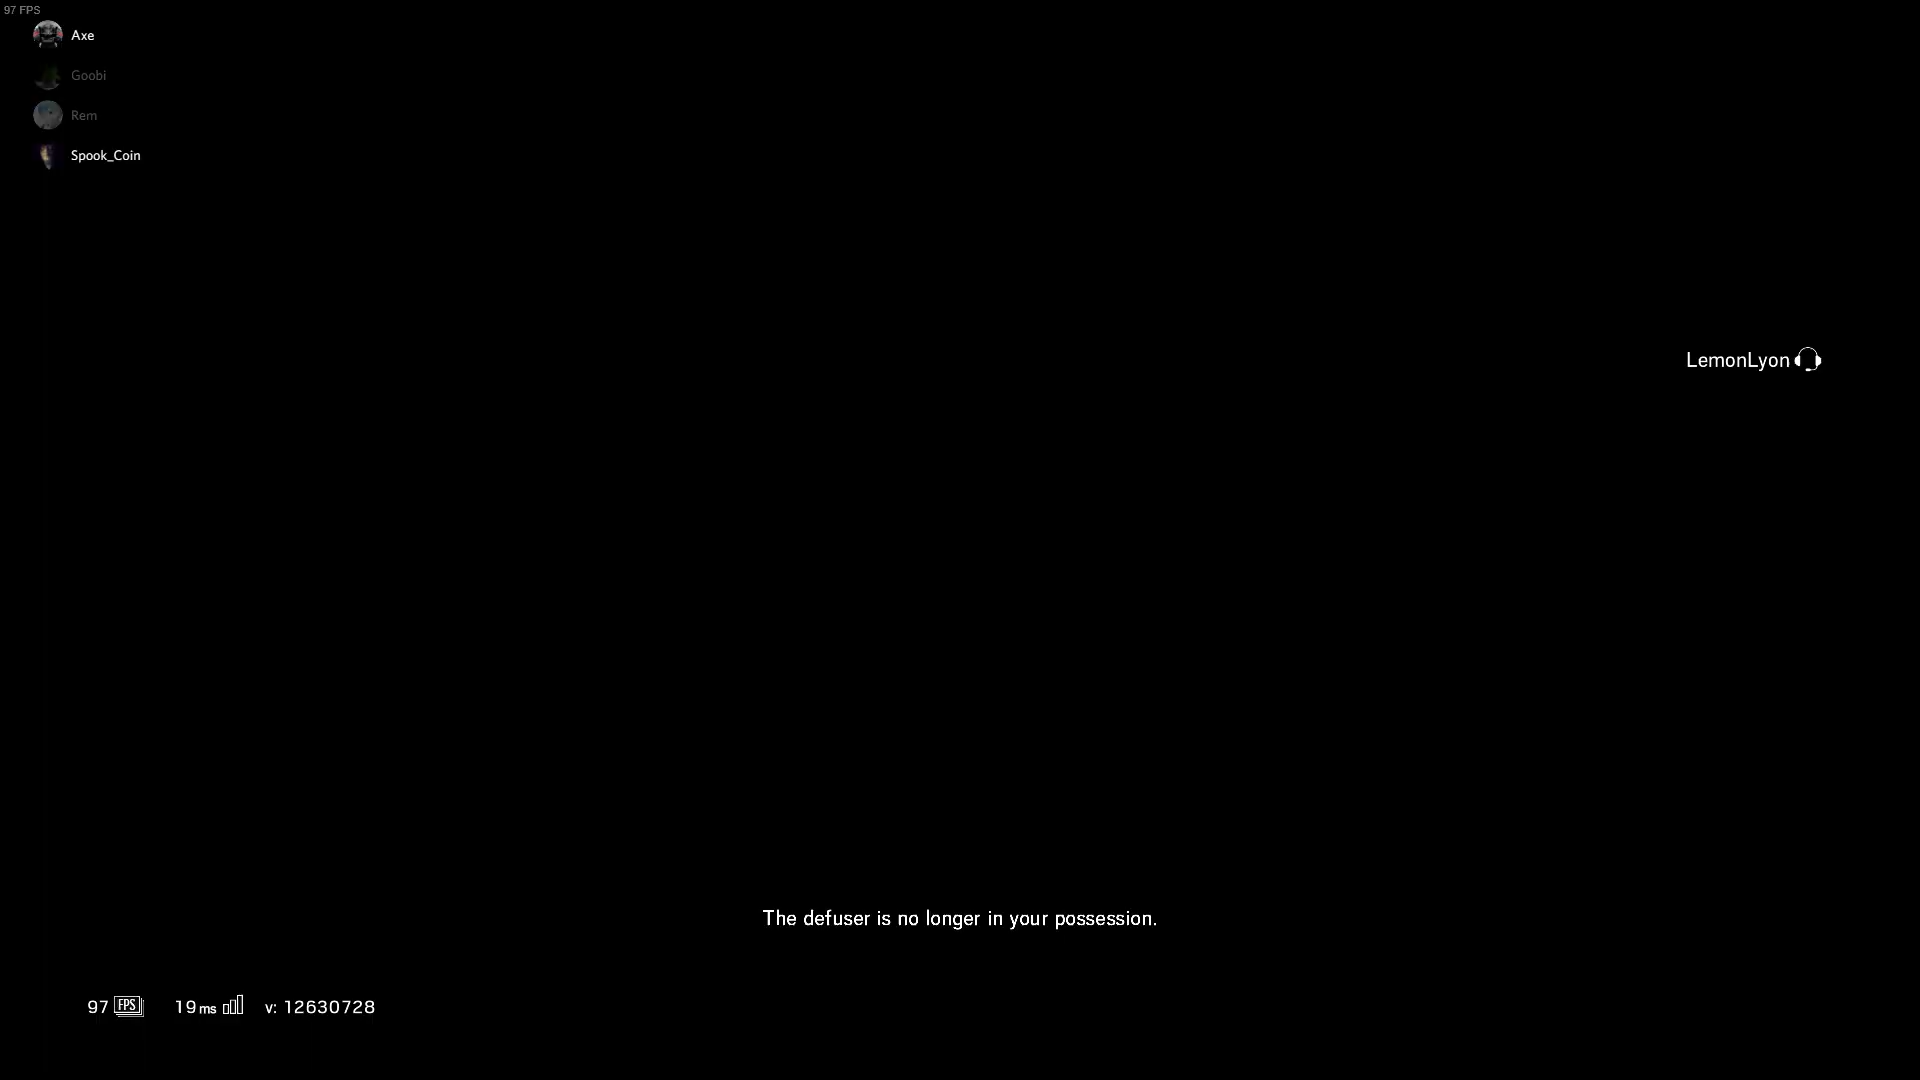 97 FPS
Axe
Goobi
Rem
Spook_Coin
LemonLyon
The defuser is no longer in your possession.
97 FPS 19 ms v: 12630728